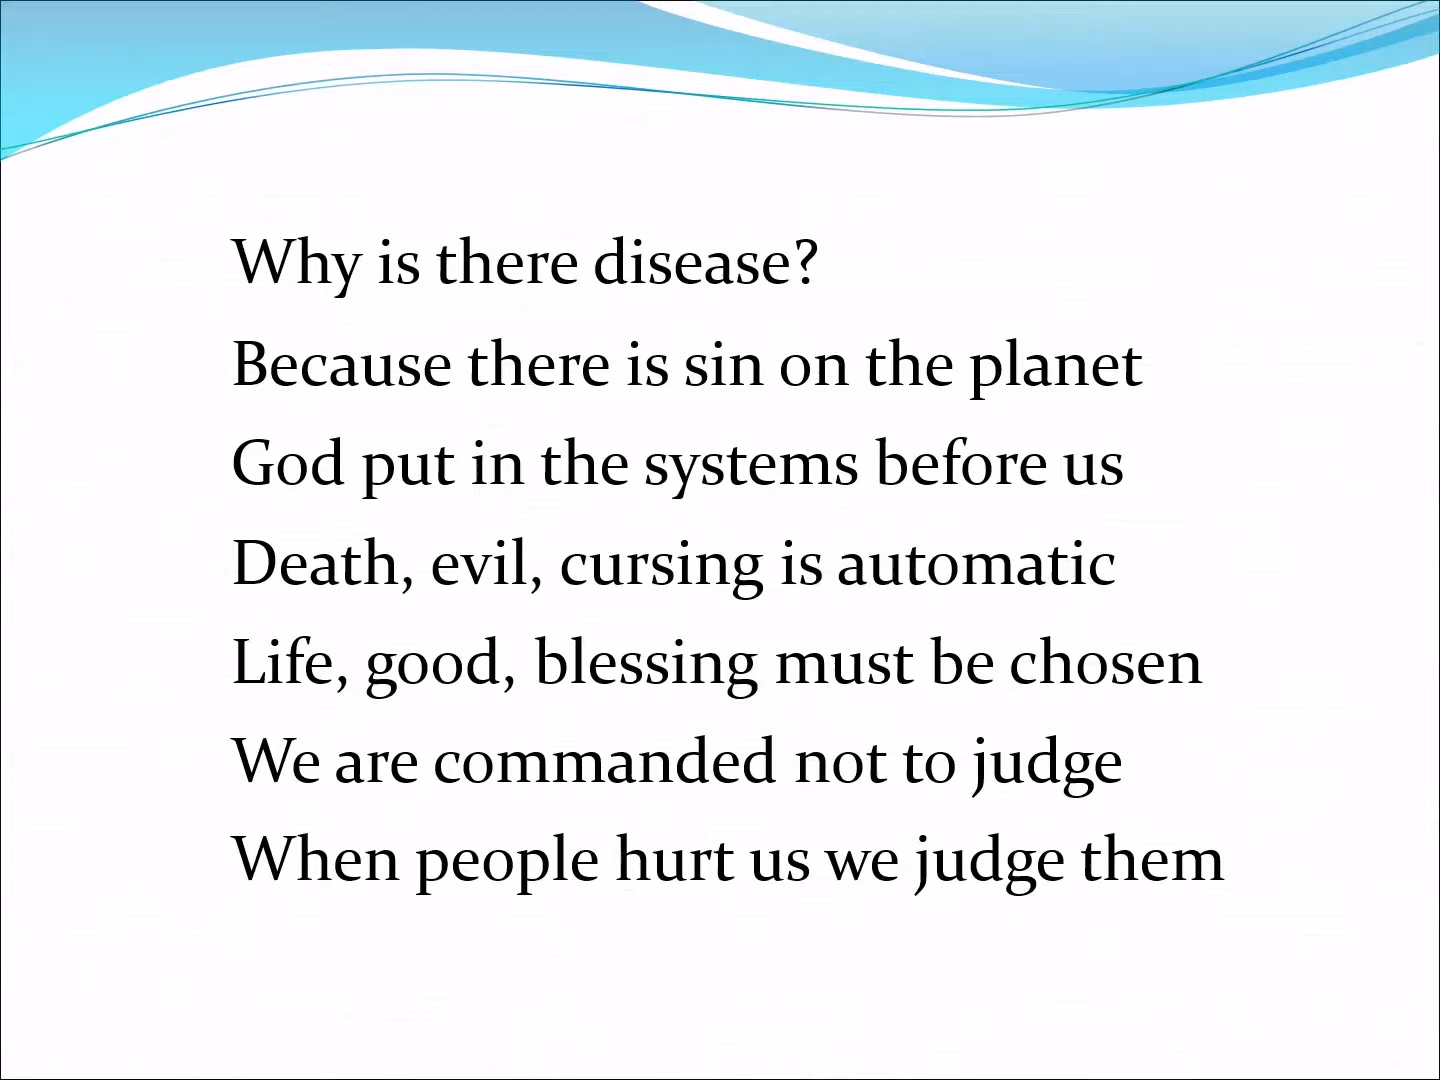 Why is there disease?
Because there is sin on the planet
God put in the systems before us
Death, evil, cursing is automatic
Life, good, blessing must be chosen
We are commanded not to judge
When people hurt us we judge them